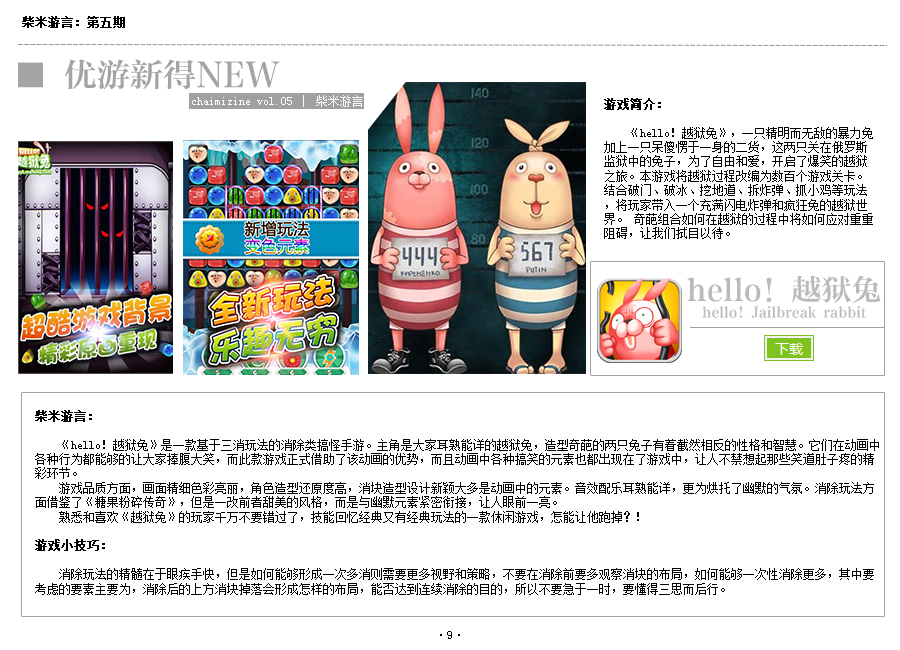 柴米游言：第五期
优游新得NEW
chaimizine vol.05 | 柴米游言
HELLO!
越狱兔
超酷游戏背景
精彩原画重现
新增玩法
变色元素
全新玩法
乐趣无穷
140
120
100
80
444
567
PUTIN
游戏简介：
《hello！越狱兔》，一只精明而无敌的暴力兔
加上一只呆傻愣于一身的二货，这两只关在俄罗斯
监狱中的兔子，为了自由和爱，开启了爆笑的越狱
之旅。本游戏将越狱过程改编为数百个游戏关卡。
结合破门、破冰、挖地道、拆炸弹、抓小鸡等玩法
，将玩家带入一个充满闪电炸弹和疯狂兔的越狱世
界。 奇葩组合如何在越狱的过程中将如何应对重重
阻碍，让我们拭目以待。
hello！越狱兔
hello! Jailbreak rabbit
下载
柴米游言：
《hello！越狱兔》是一款基于三消玩法的消除类搞怪手游。主角是大家耳熟能详的越狱兔，造型奇葩的两只兔子有着截然相反的性格和智慧。它们在动画中
各种行为都能够的让大家捧腹大笑，而此款游戏正式借助了该动画的优势，而且动画中各种搞笑的元素也都出现在了游戏中，让人不禁想起那些笑道肚子疼的精
彩环节。
游戏品质方面，画面精细色彩亮丽，角色造型还原度高，消块造型设计新颖大多是动画中的元素。音效配乐耳熟能详，更为烘托了幽默的气氛。消除玩法方
面借鉴了《糖果粉碎传奇》，但是一改前者甜美的风格，而是与幽默元素紧密衔接，让人眼前一亮。
熟悉和喜欢《越狱兔》的玩家千万不要错过了，技能回忆经典又有经典玩法的一款休闲游戏，怎能让他跑掉？！
游戏小技巧：
消除玩法的精髓在于眼疾手快，但是如何能够形成一次多消则需要更多视野和策略，不要在消除前要多观察消块的布局，如何能够一次性消除更多，其中要
考虑的要素主要为，消除后的上方消块掉落会形成怎样的布局，能否达到连续消除的目的，所以不要急于一时，要懂得三思而后行。
·9·